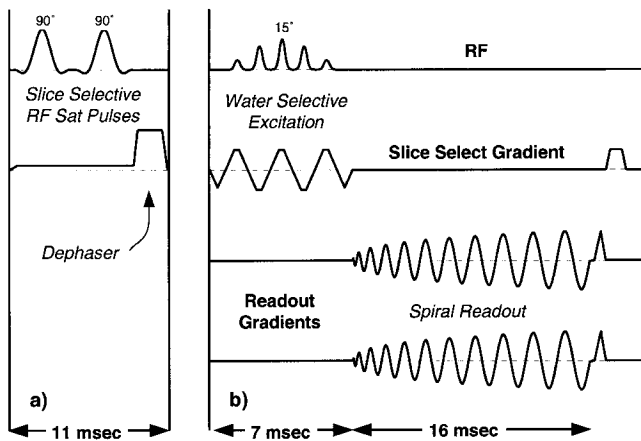 90°
90°
Slice Selective
RF Sat Pulses
Dephaser
a)
11 msec
15°
RF
Water Selective
Excitation
Slice Select Gradient
Readout
Gradients
Spiral Readout
b)
7 msec
16 msec